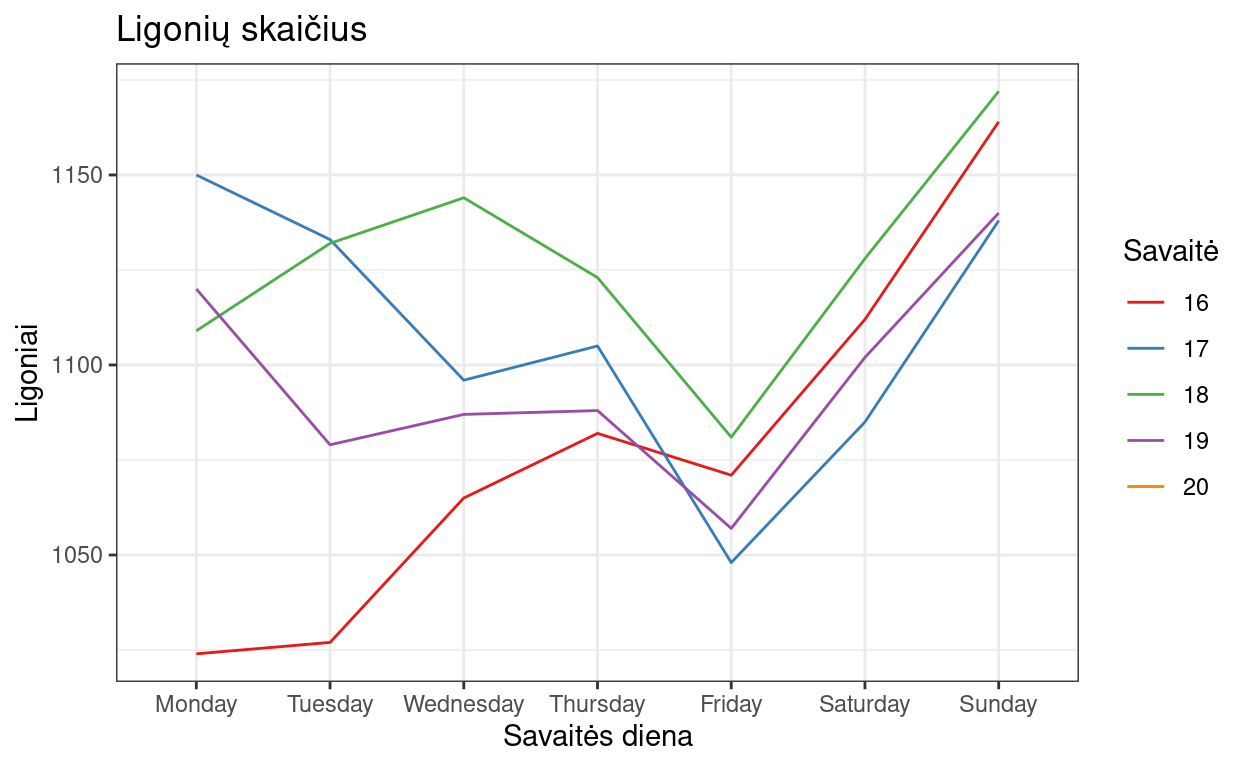 Ligonių skaičius
Ligoniai
1150
1100
1050
Monday Tuesday Wednesday Thursday Friday Saturday Sunday
Savaitės diena
Savaitė
16
17
18
19
20